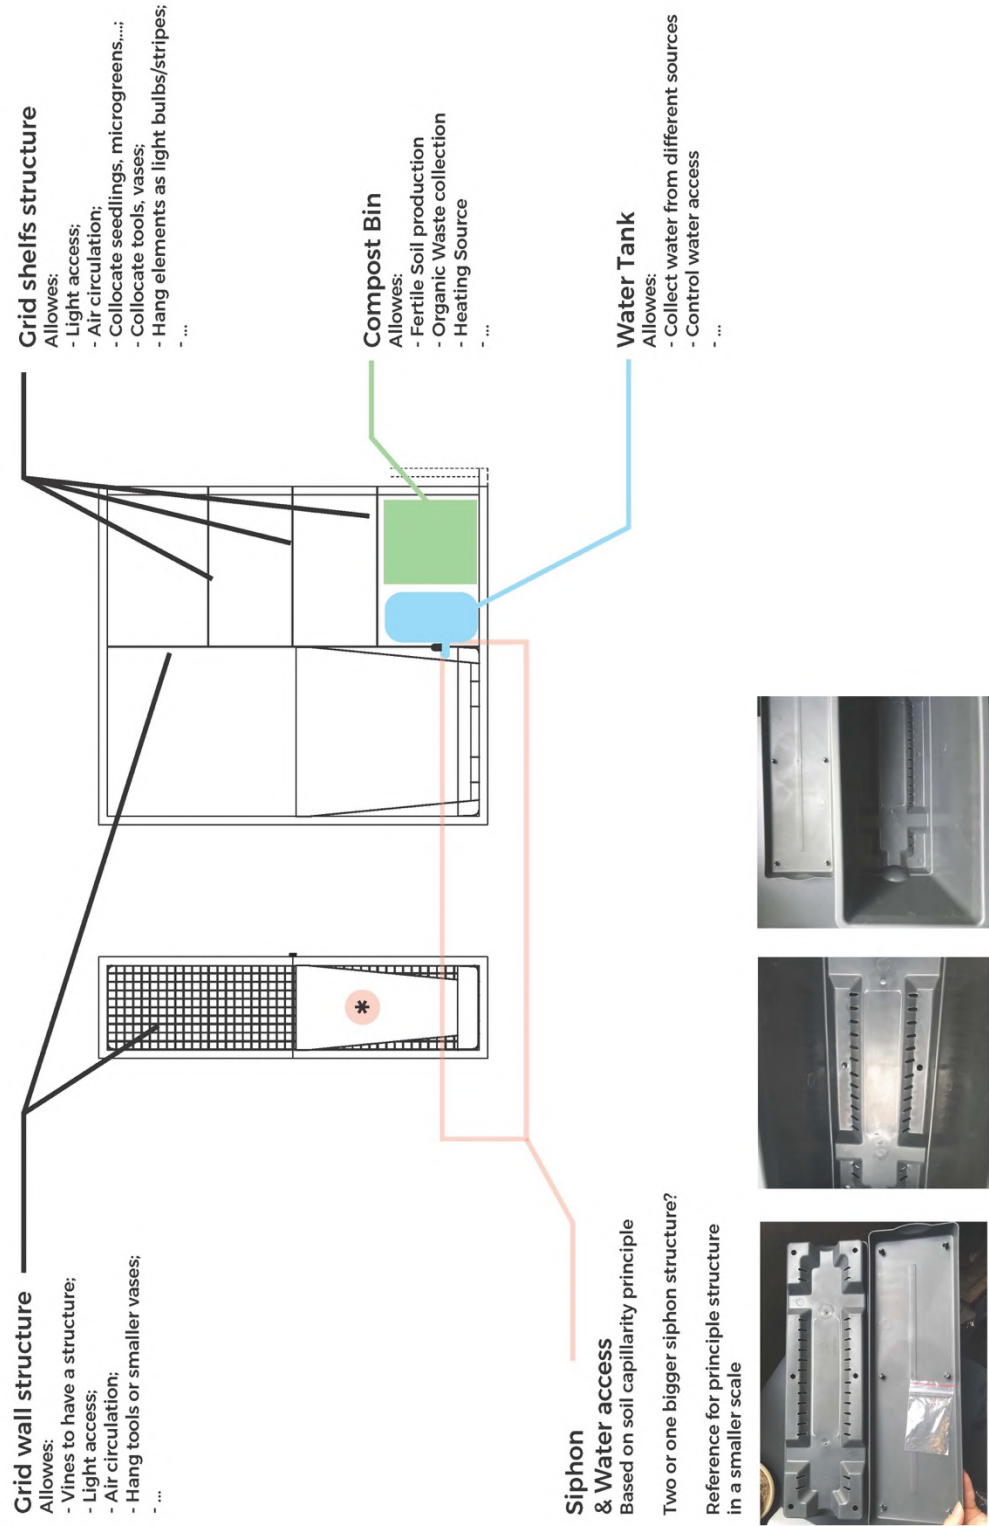 Grid wall structure
Allowes:
- Vines to have a structure;
- Light access;
- Air circulation;
- Hang tools or smaller vases;
- ...
Grid shelfs structure
Allowes:
- Light access;
- Air circulation;
- Collocate seedlings, microgreens,...;
- Collocate tools, vases;
- Hang elements as light bulbs/stripes;
- ...
*
Compost Bin
Allowes:
- Fertile Soil production
- Organic Waste collection
- Heating Source
- ...
Water Tank
Allowes:
- Collect water from different sources
- Control water access
- ...
Siphon
& Water access
Based on soil capillarity principle
Two or one bigger siphon structure?
Reference for principle structure
in a smaller scale